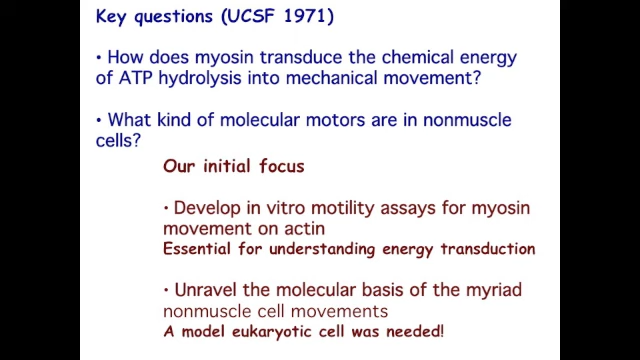 Key questions (UCSF 1971)
• How does myosin transduce the chemical energy
of ATP hydrolysis into mechanical movement?
• What kind of molecular motors are in nonmuscle
cells?
Our initial focus
• Develop in vitro motility assays for myosin
movement on actin
Essential for understanding energy transduction
• Unravel the molecular basis of the myriad
nonmuscle cell movements
A model eukaryotic cell was needed!